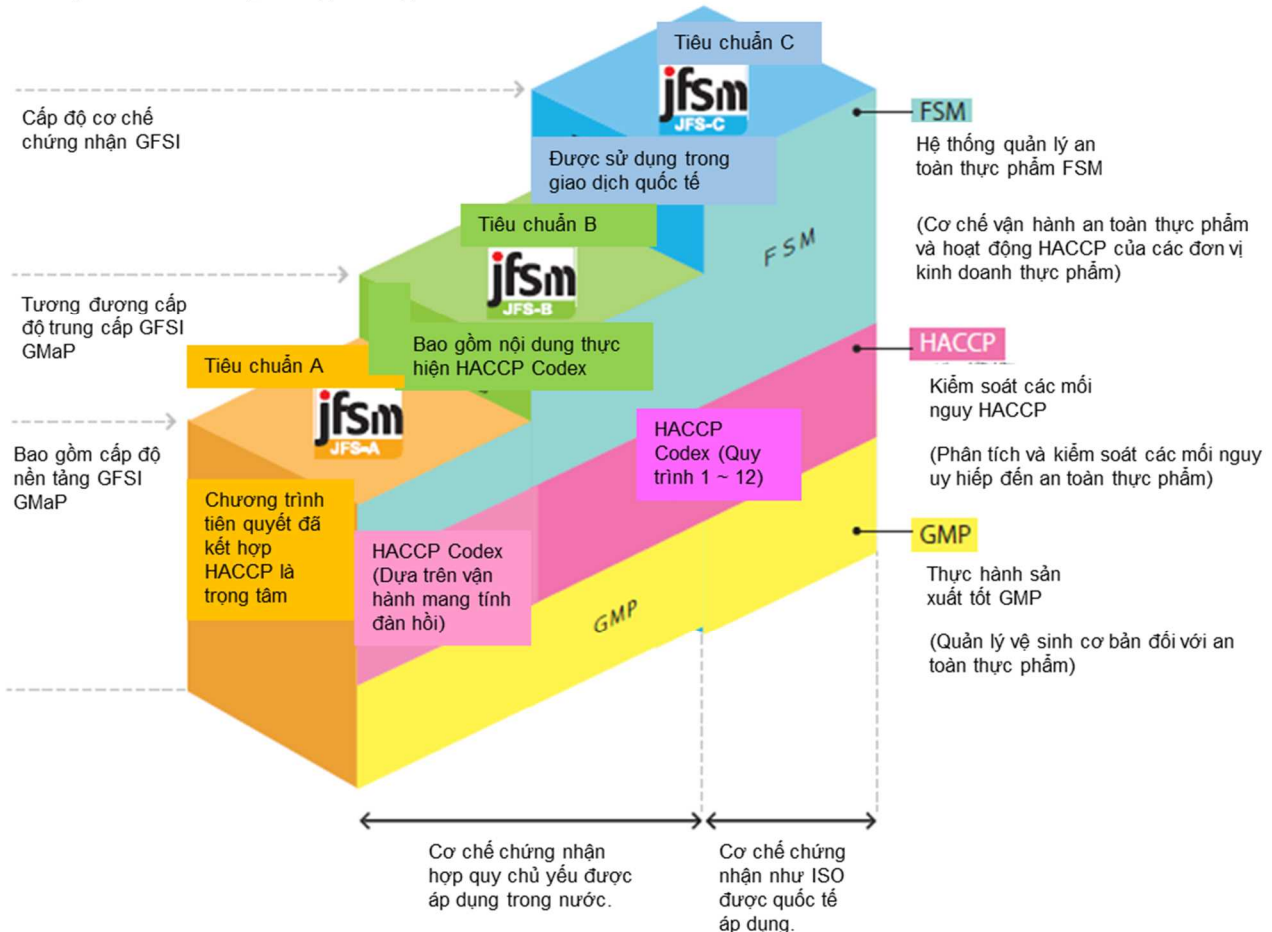 Tiêu chuẩn C
jfsm
JFS-C
Cấp độ cơ chế
chứng nhận GFSI
Được sử dụng trong
giao dịch quốc tế
FSM
Hệ thống quản lý an
toàn thực phẩm FSM
(Cơ chế vận hành an toàn thực phẩm
và hoạt động HACCP của các đơn vị
kinh doanh thực phẩm)
Tiêu chuẩn B
jfsm
JFS-B
FSM
Tương đương cấp
độ trung cấp GFSI
GMaP
Bao gồm nội dung thực
hiện HACCP Codex
HACCP
Kiểm soát các mối
nguy HACCP
(Phân tích và kiểm soát các mối nguy
uy hiếp đến an toàn thực phẩm)
Tiêu chuẩn A
jfsm
JFS-A
Bao gồm cấp độ
nền tảng GFSI
GMaP
HACCP
Codex (Quy
trình 1 ~ 12)
Chương trình
tiên quyết đã
kết hợp
HACCP là
trọng tâm
HACCP Codex
(Dựa trên vận
hành mang tính
đàn hồi)
GMP
GMP
Thực hành sản
xuất tốt GMP
(Quản lý vệ sinh cơ bản đối với an
toàn thực phẩm)
Cơ chế chứng nhận
hợp quy chủ yếu được
áp dụng trong nước.
Cơ chế chứng
nhận như ISO
được quốc tế
áp dụng.